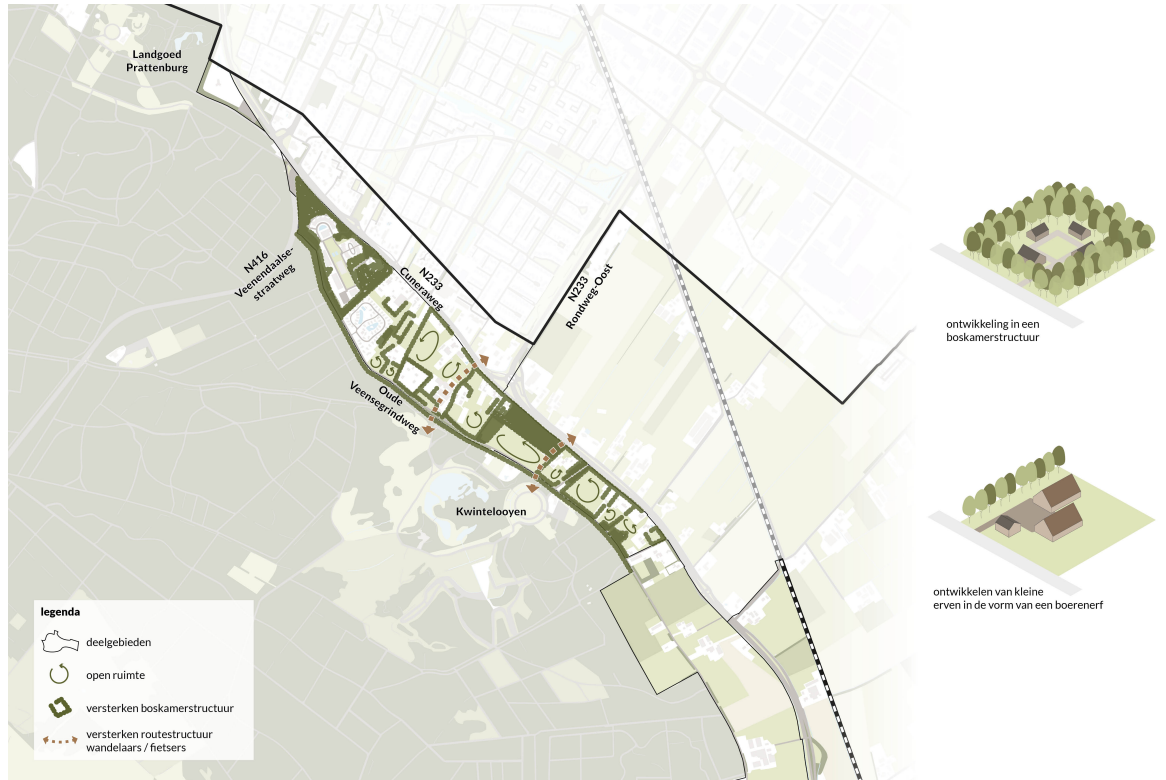 Landgoed
Prattenburg
N416
Veenendaalse-
straatweg
N233
Cuneraweg
N233
Rondweg-Oost
Oude
Veensegrindweg
Kwintelooyen
ontwikkeling in een
boskamerstructuur
ontwikkelen van kleine
erven in de vorm van een boerenerf
legenda
deelgebieden
open ruimte
versterken boskamerstructuur
versterken routestructuur
wandelaars / fietsers